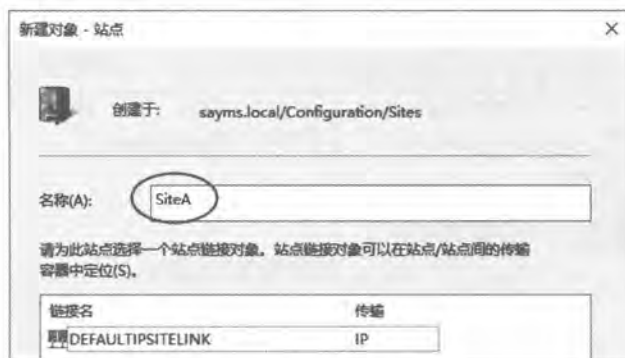 新建对象 - 站点
创建于: sayms.local/Configuration/Sites
名称(A): SiteA
请为此站点选择一个站点链接对象。站点链接对象可以在站点/站点间的传输
容器中定位(S)。
链接名 传输
DEFAULTIPSITELINK IP